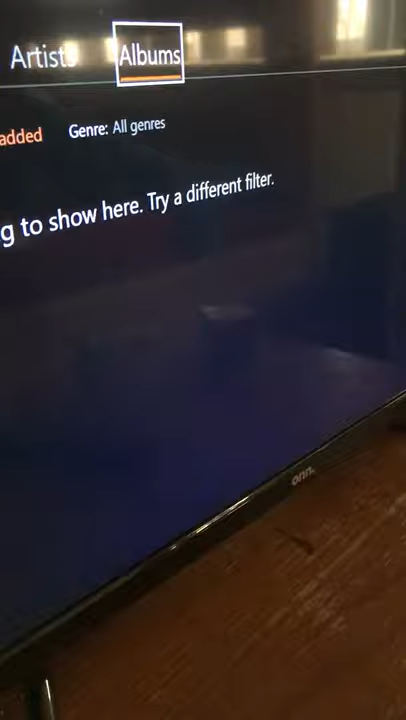 Artists Albums
added Genre: All genres
g to show here. Try a different filter.
onn.